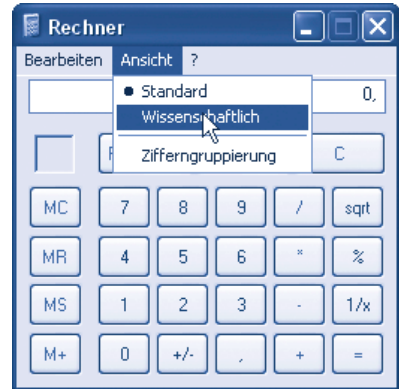 Rechner
Bearbeiten Ansicht ?
Standard
0,
Wissenschaftlich
Zifferngruppierung
C
MC 7 8 9 / sqrt
MR 4 5 6 * %
MS 1 2 3 - 1/x
M+ 0 +/- , + =